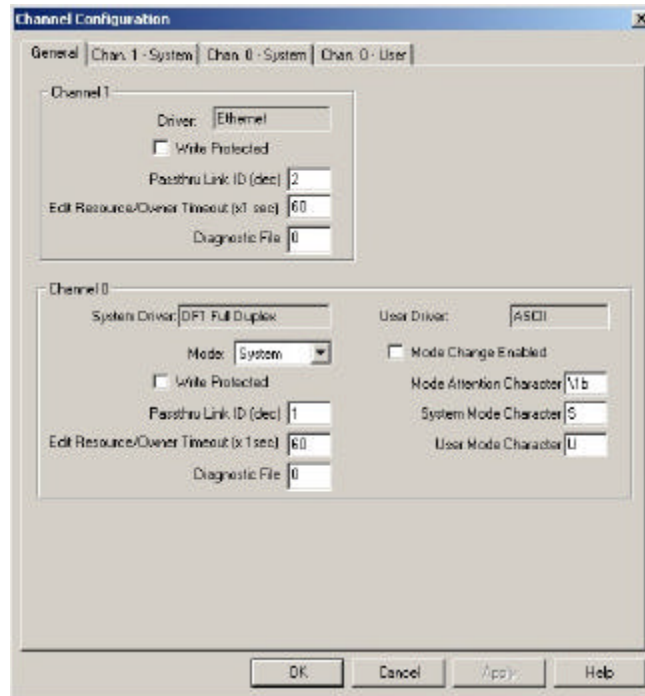 Channel Configuration
General Chan. 1 - System Chan. 0 - System Chan. 0 - User
Channel 1
Driver: Ethernet
Write Protected
Passthru Link ID (dec) 2
Edit Resource/Owner Timeout (x1 sec) 60
Diagnostic File 0
Channel 0
System Driver: DF1 Full Duplex User Driver: ASCII
Mode: System Mode Change Enabled
Write Protected Mode Attention Character \1b
Passthru Link ID (dec) 1 System Mode Character S
Edit Resource/Owner Timeout (x 1sec) 60 User Mode Character U
Diagnostic File 0
OK Cancel Apply Help